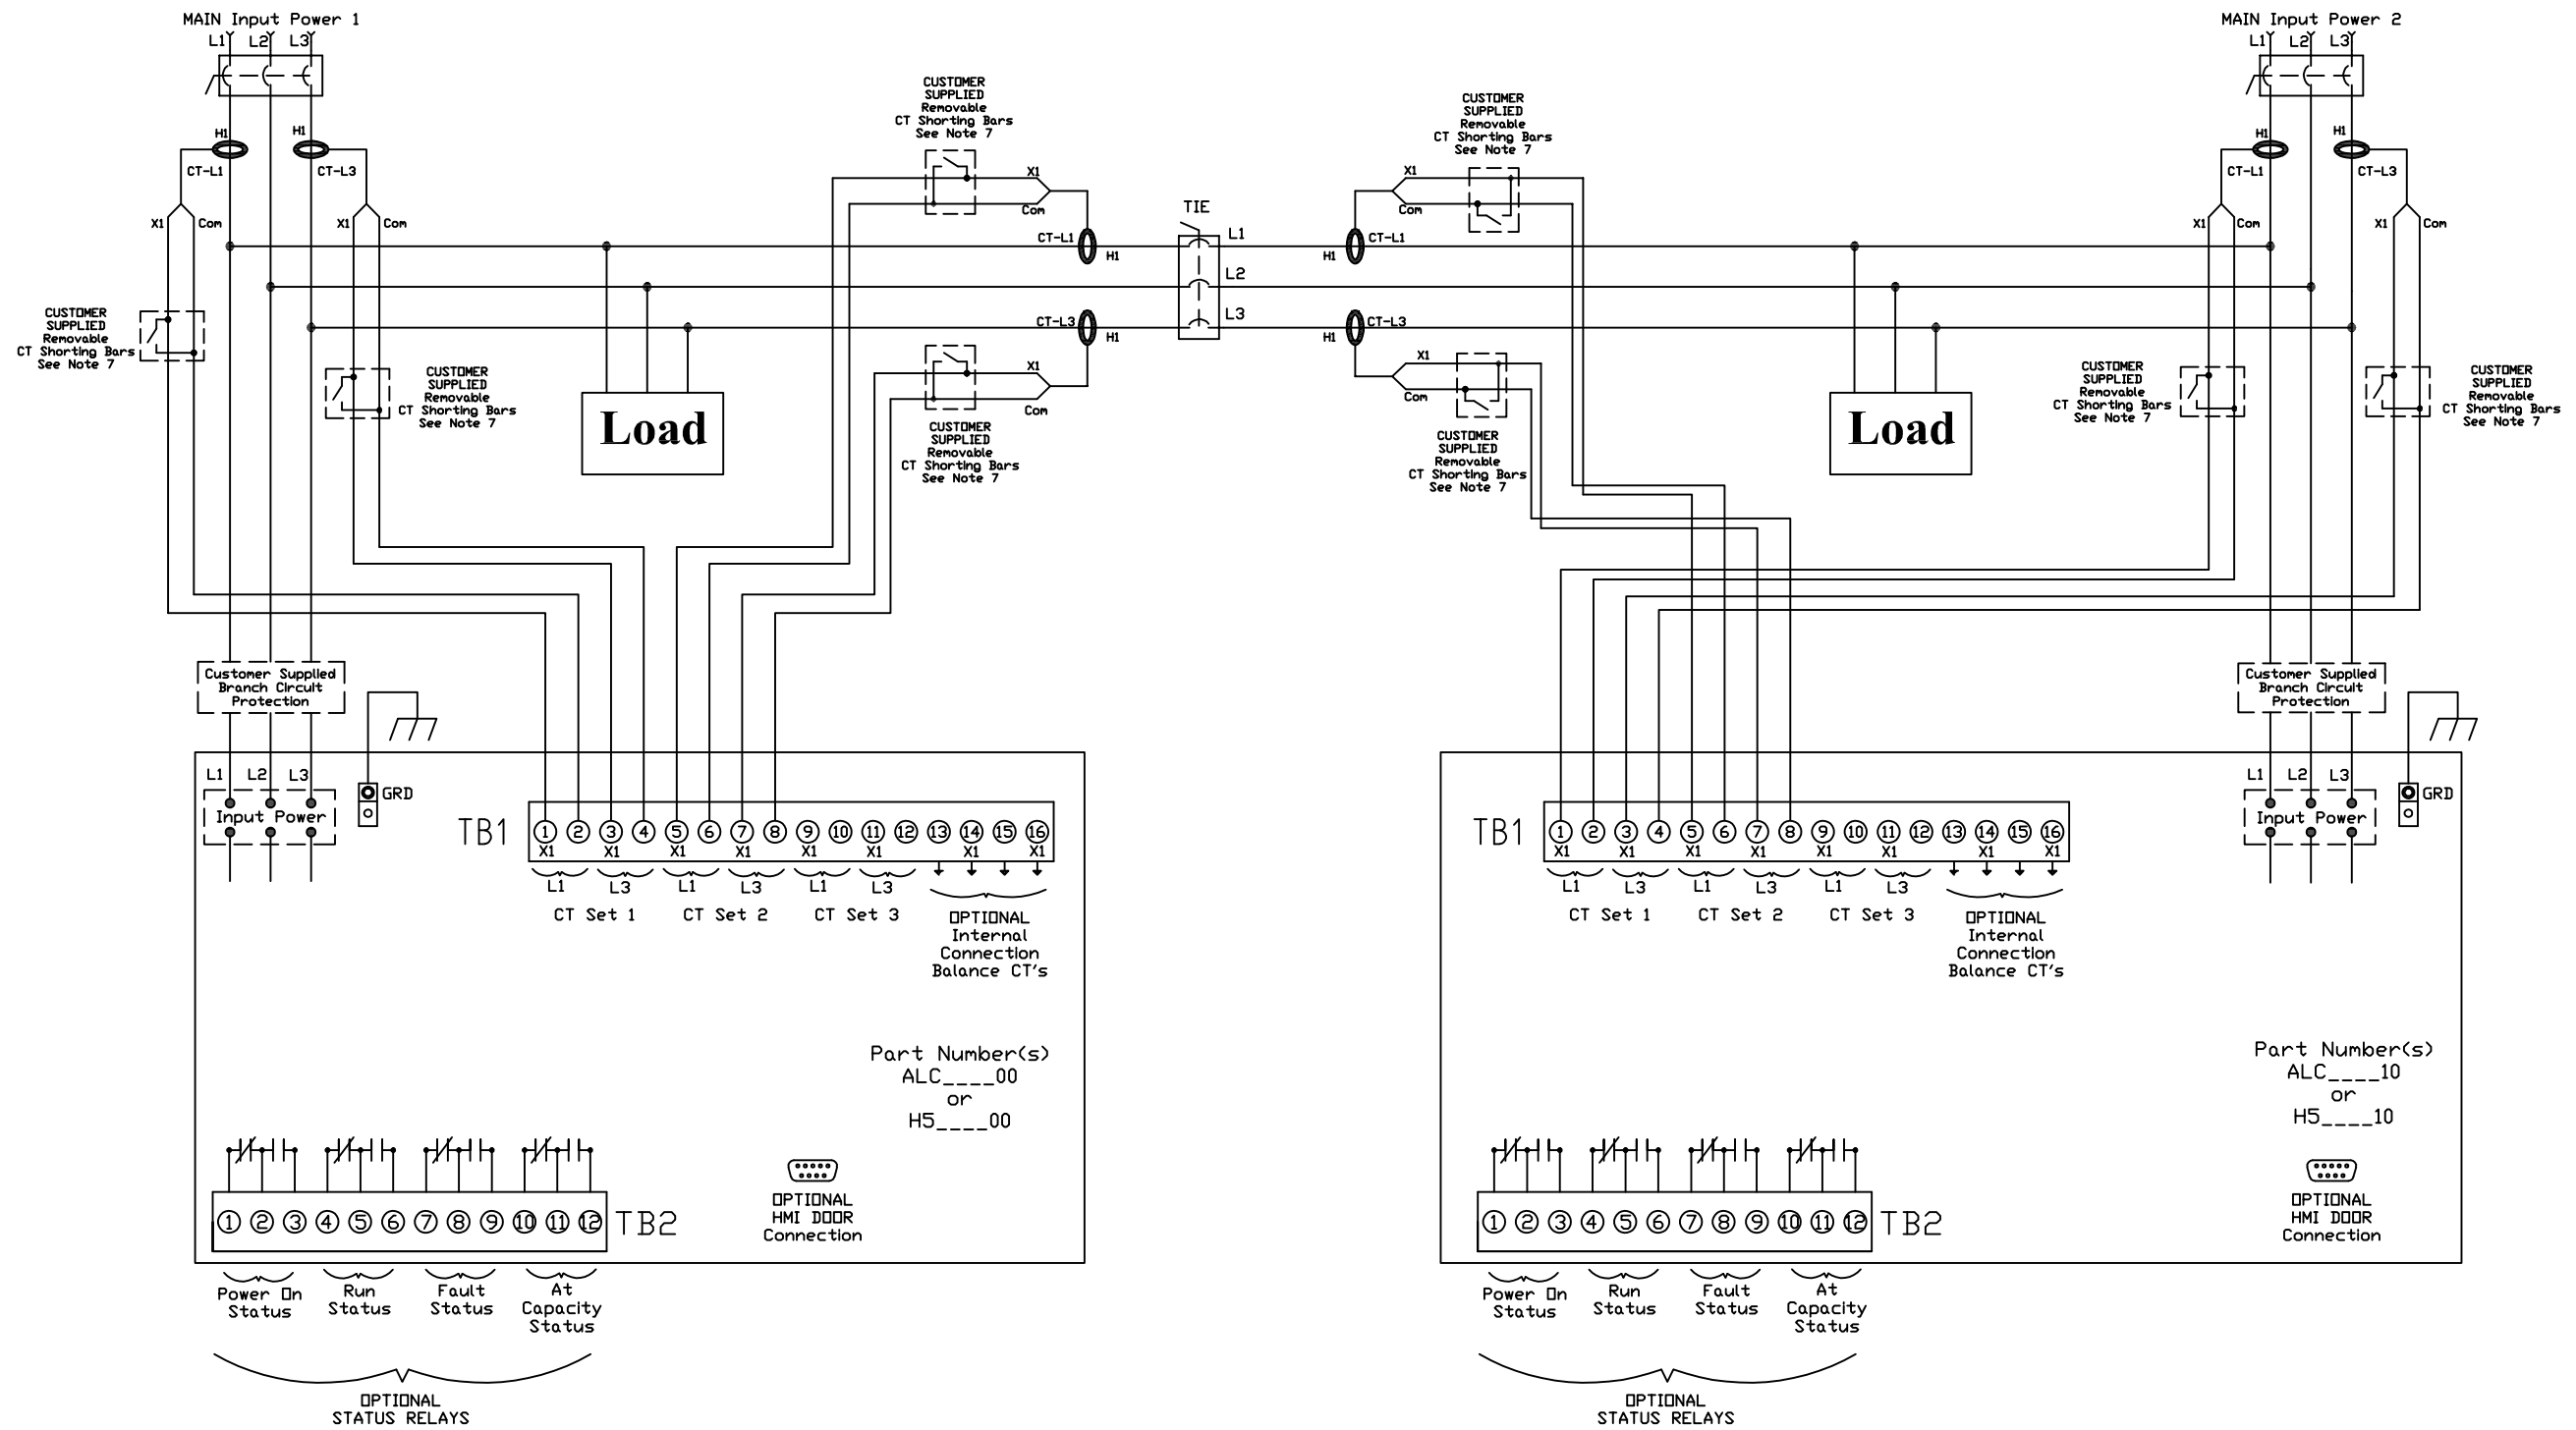 MAIN Input Power 1
L1 L2 L3
MAIN Input Power 2
L1 L2 L3
H1 H1
CT-L1 CT-L3
X1 Com X1 Com
CUSTOMER
SUPPLIED
Removable
CT Shorting Bars
See Note 7
CUSTOMER
SUPPLIED
Removable
CT Shorting Bars
See Note 7
CUSTOMER
SUPPLIED
Removable
CT Shorting Bars
See Note 7
X1
Com
CT-L1
H1
CT-L3
H1
X1
Com
CUSTOMER
SUPPLIED
Removable
CT Shorting Bars
See Note 7
Load
TIE
L1
L2
L3
CUSTOMER
SUPPLIED
Removable
CT Shorting Bars
See Note 7
X1
Com
CT-L1
H1
CT-L3
H1
X1
Com
CUSTOMER
SUPPLIED
Removable
CT Shorting Bars
See Note 7
Load
H1 H1
CT-L1 CT-L3
X1 Com X1 Com
CUSTOMER
SUPPLIED
Removable
CT Shorting Bars
See Note 7
CUSTOMER
SUPPLIED
Removable
CT Shorting Bars
See Note 7
Customer Supplied
Branch Circuit
Protection
L1 L2 L3
Input Power
GRD
TB1
1 2 3 4 5 6 7 8 9 10 11 12 13 14 15 16
X1 X1 X1 X1 X1 X1 X1 X1
L1 L3 L1 L3 L1 L3
CT Set 1 CT Set 2 CT Set 3
OPTIONAL
Internal
Connection
Balance CT's
Part Number(s)
ALC____00
or
H5____00
OPTIONAL
HMI DOOR
Connection
1 2 3 4 5 6 7 8 9 10 11 12
TB2
Power On
Status
Run
Status
Fault
Status
At
Capacity
Status
OPTIONAL
STATUS RELAYS
Customer Supplied
Branch Circuit
Protection
L1 L2 L3
Input Power
GRD
TB1
1 2 3 4 5 6 7 8 9 10 11 12 13 14 15 16
X1 X1 X1 X1 X1 X1 X1 X1
L1 L3 L1 L3 L1 L3
CT Set 1 CT Set 2 CT Set 3
OPTIONAL
Internal
Connection
Balance CT's
Part Number(s)
ALC____10
or
H5____10
OPTIONAL
HMI DOOR
Connection
1 2 3 4 5 6 7 8 9 10 11 12
TB2
Power On
Status
Run
Status
Fault
Status
At
Capacity
Status
OPTIONAL
STATUS RELAYS